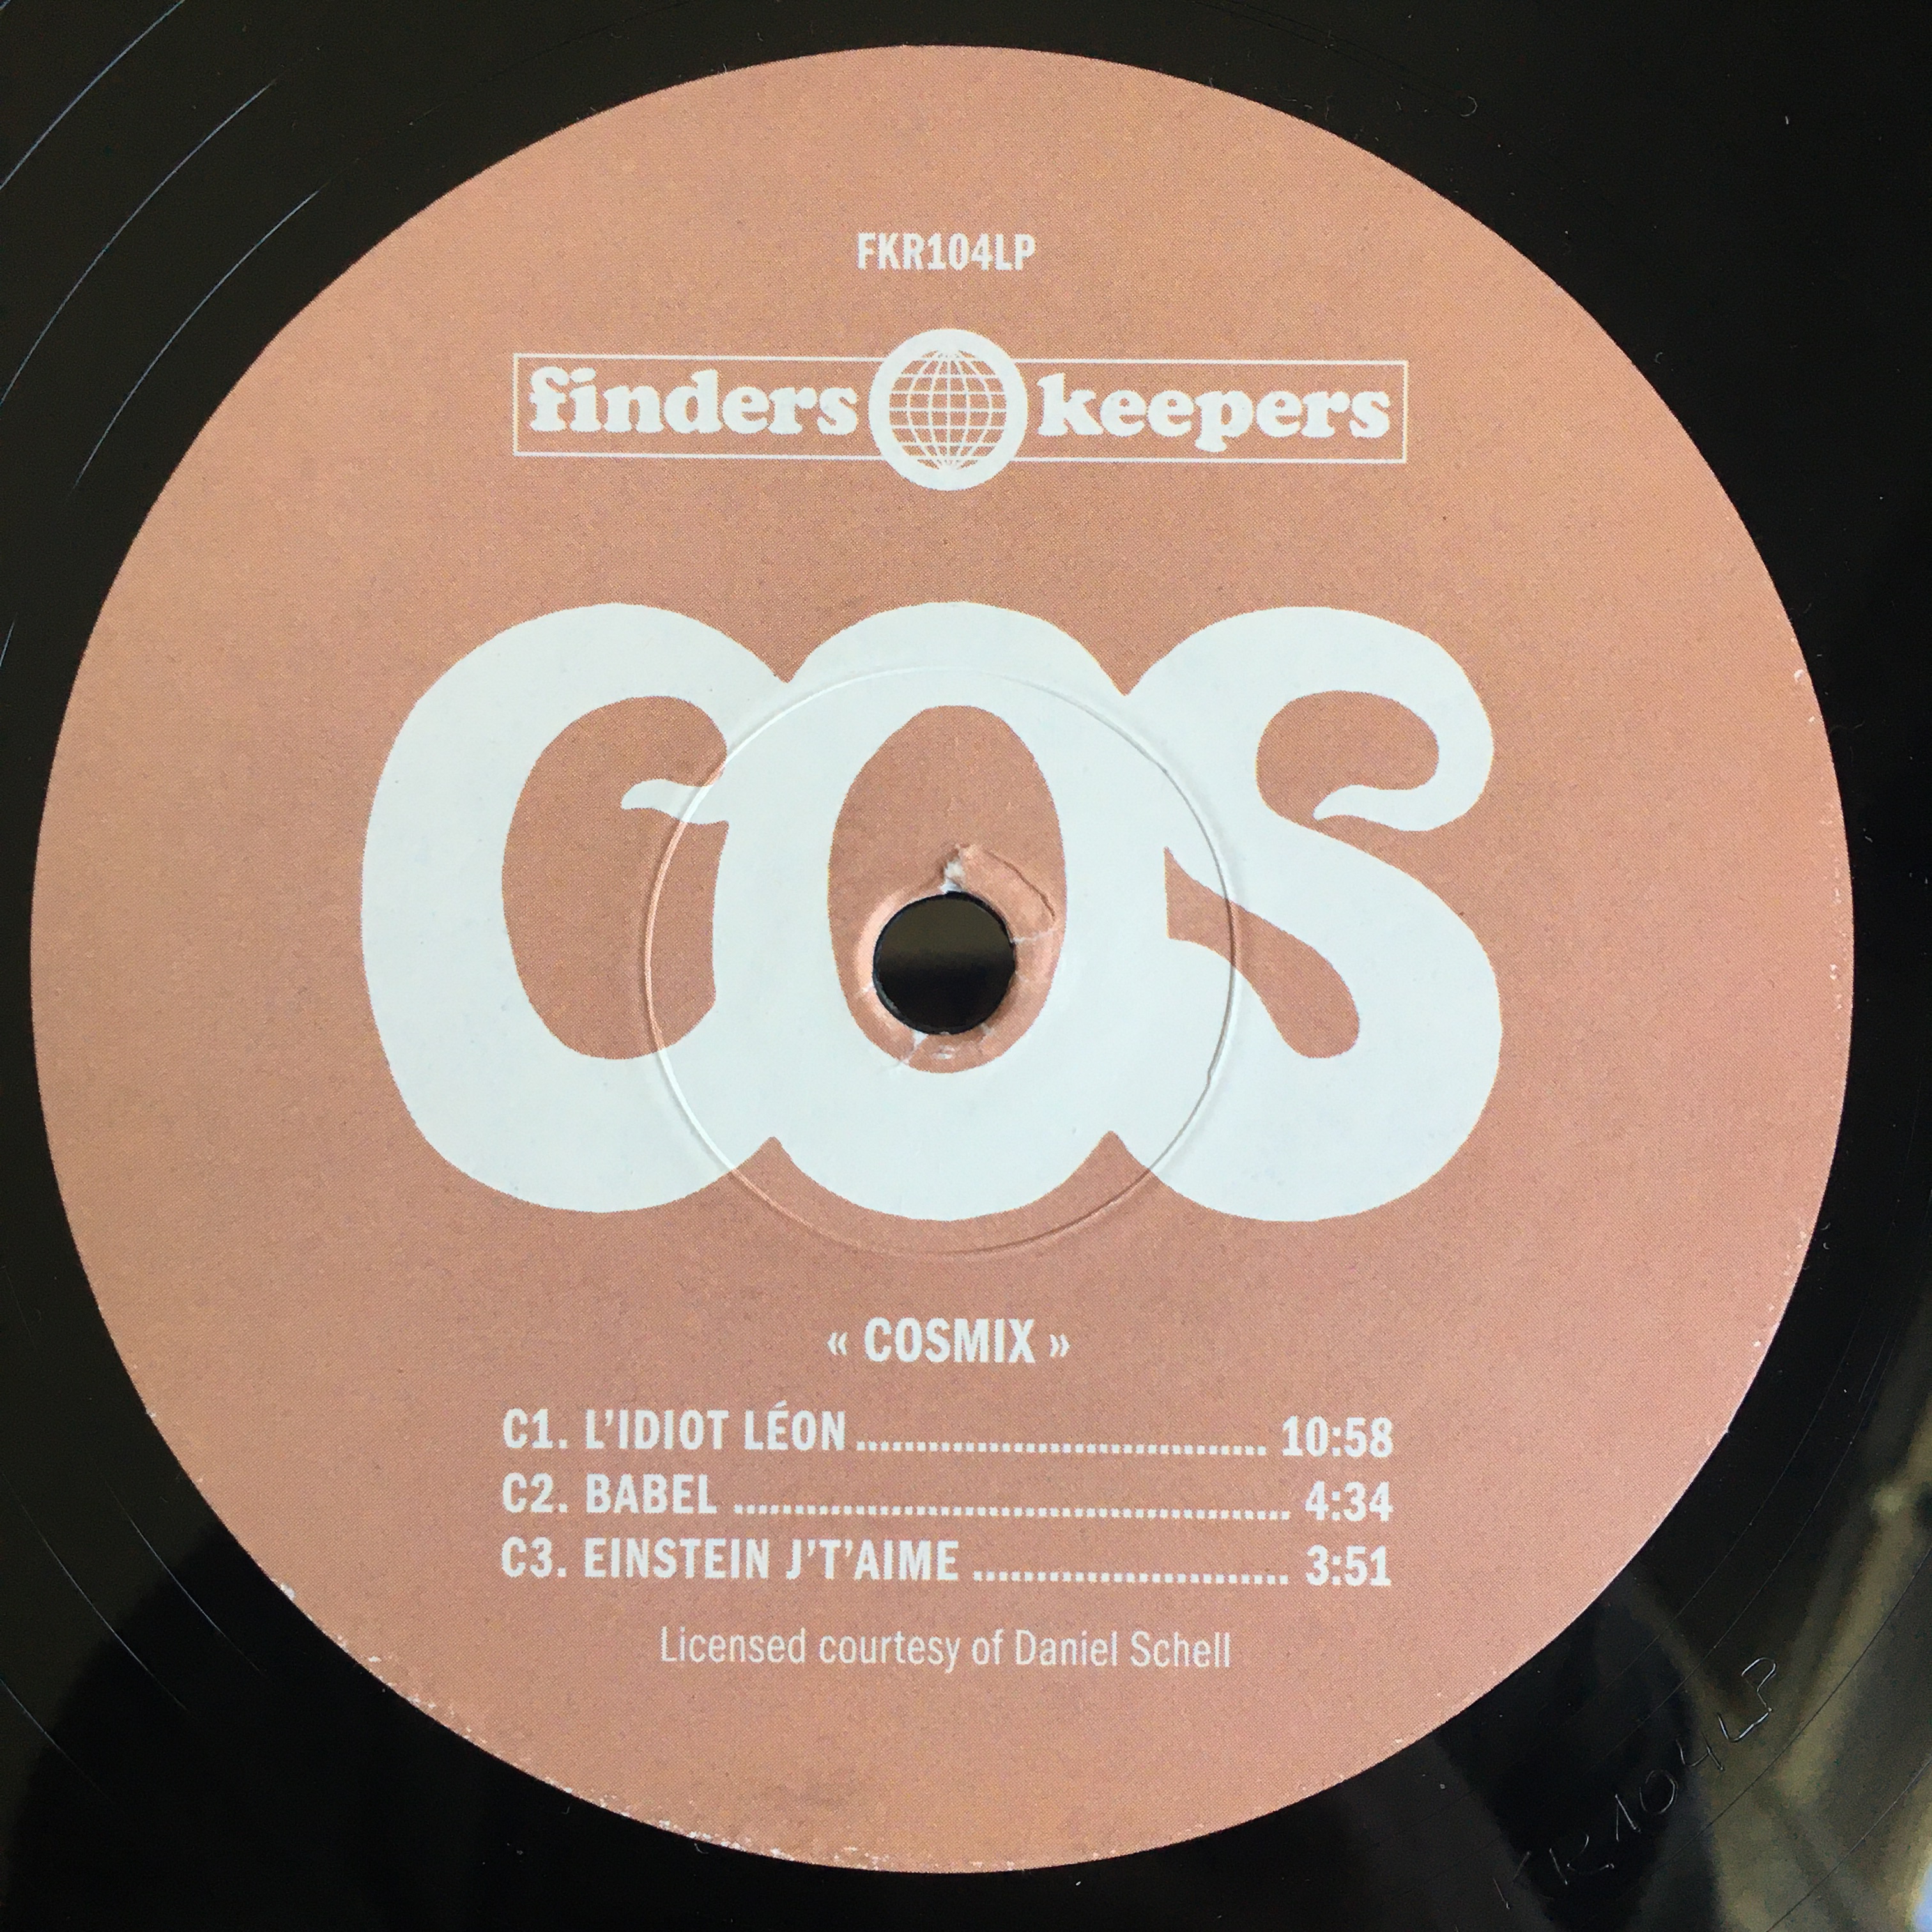 FKR104LP
finders keepers
COS
« COSMIX »
C1. L’IDIOT LÉON ........................ 10:58
C2. BABEL ........................ 4:34
C3. EINSTEIN J’T’AIME ........................ 3:51
Licensed courtesy of Daniel Schell
KR104LP